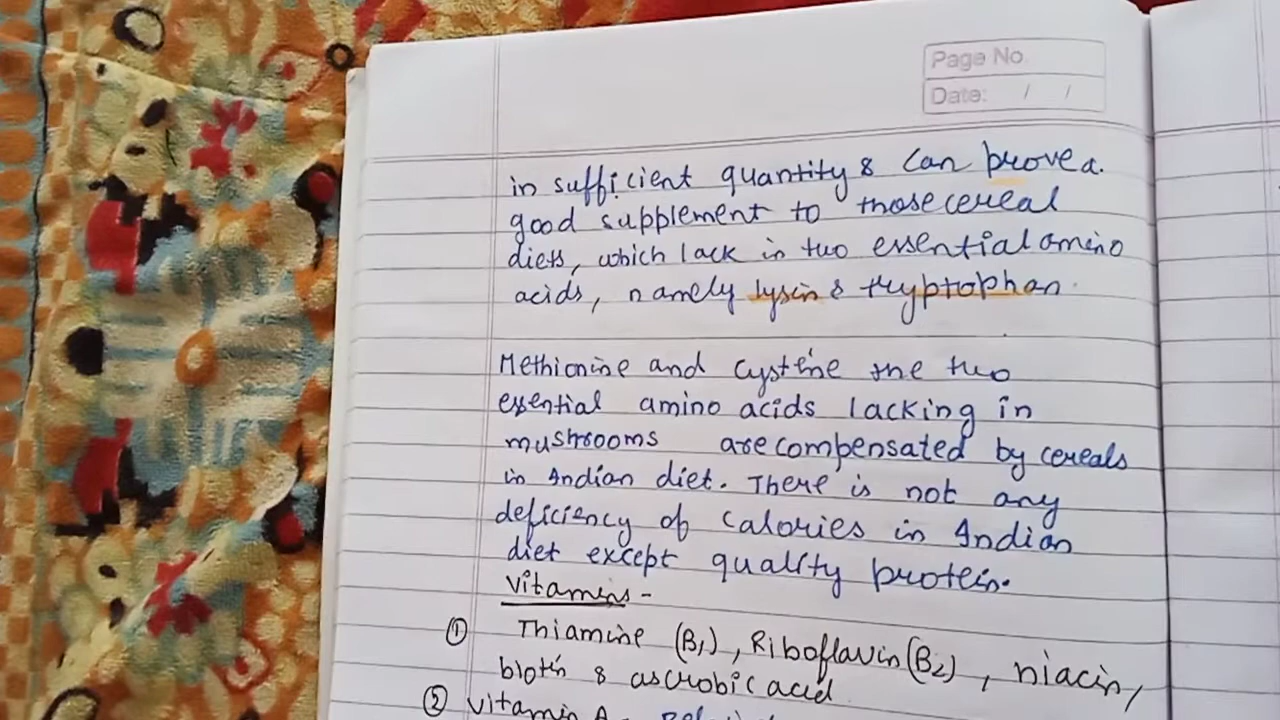 Page No.
Date: / /
in sufficient quantity & can prove a.
good supplement to those cereal
diets, which lack in two essential amino
acids, namely lysin & tryptophan.
Methionine and cystine the two
essential amino acids lacking in
mushrooms are compensated by cereals
in Indian diet. There is not any
deficiency of calories in Indian
diet except quality protein.
Vitamins -
① Thiamine (B₁), Riboflavin (B₂), niacin,
biotin & ascrobic acid
② Vitamin A